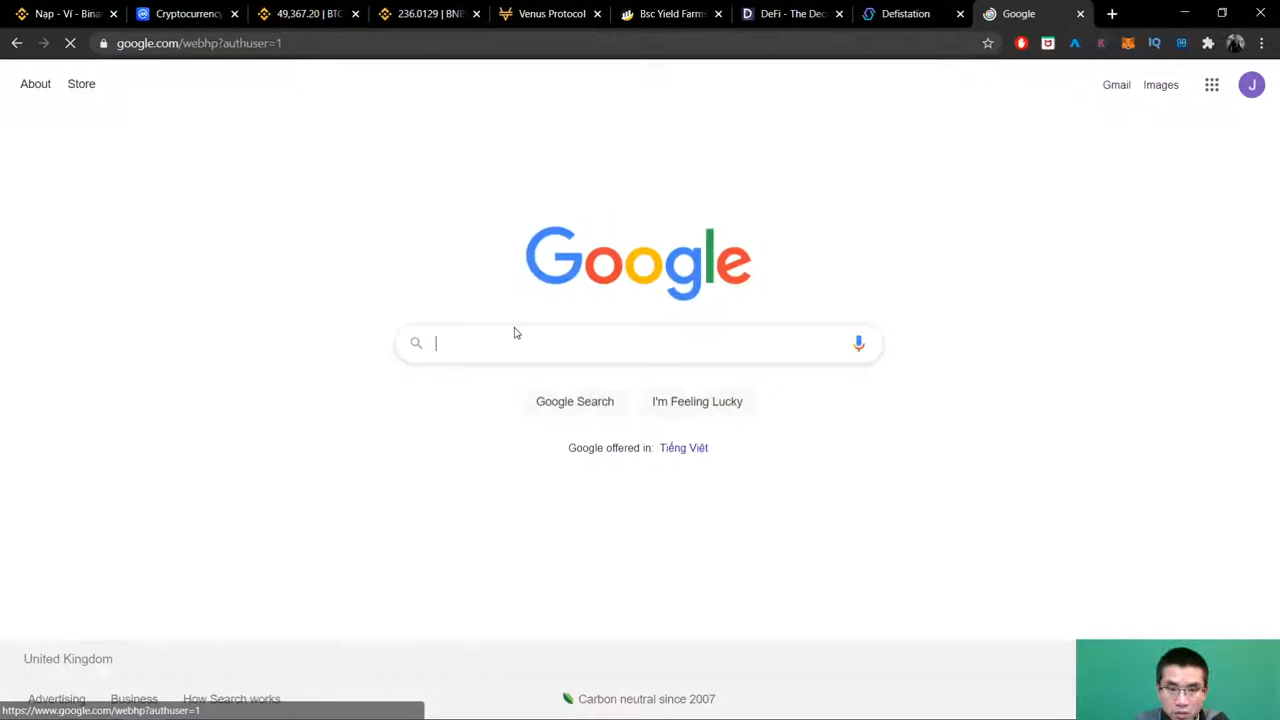 Nạp - Ví - Binan
Cryptocurrency
49,367.20 | BTC
236.0129 | BNB
Venus Protocol
Bsc Yield Farms
DeFi - The Dec
Defistation
Google
google.com/webhp?authuser=1
About
Store
Gmail
Images
J
Google
Google Search
I'm Feeling Lucky
Google offered in: Tiếng Việt
United Kingdom
Advertising
Business
How Search works
Carbon neutral since 2007
https://www.google.com/webhp?authuser=1